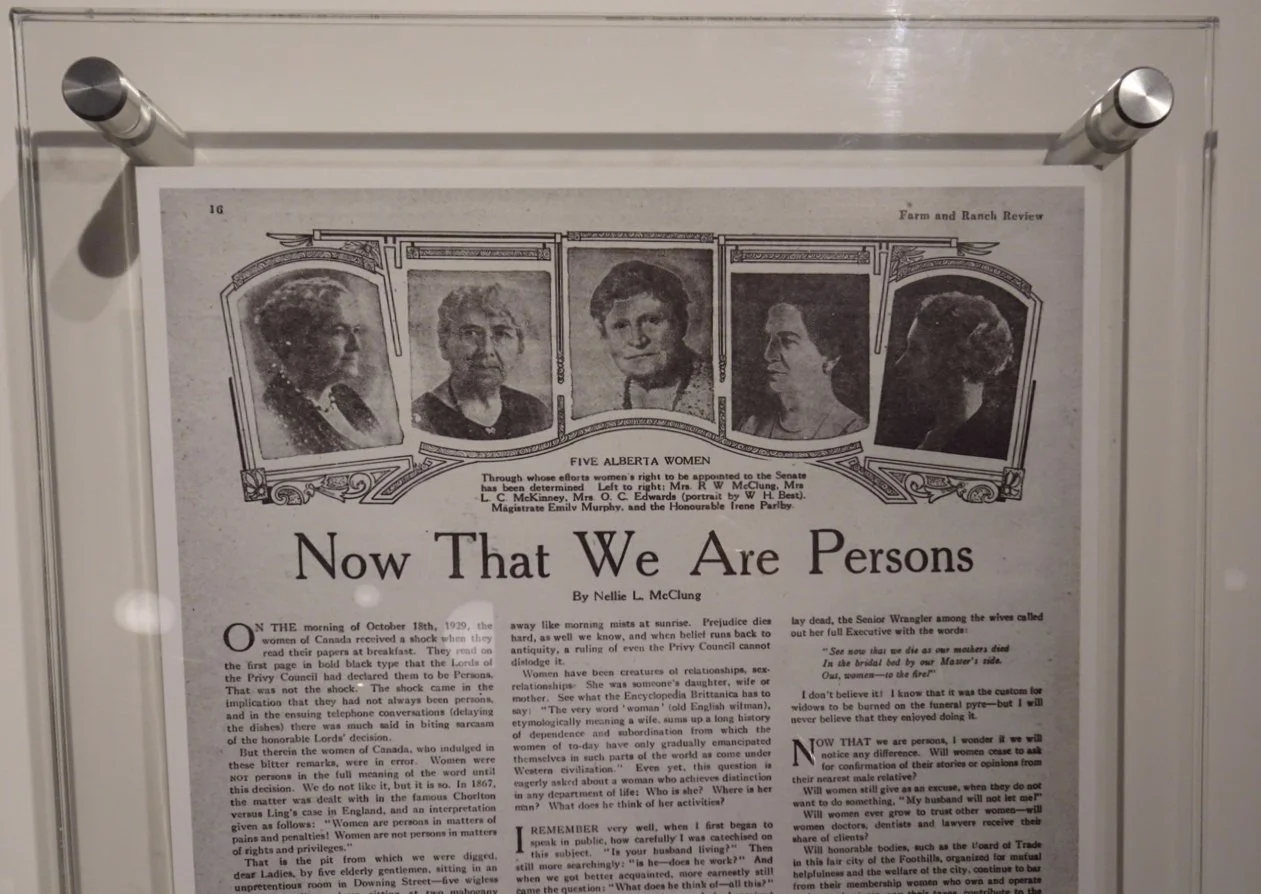 16
Farm and Ranch Review
FIVE ALBERTA WOMEN
Through whose efforts women's right to be appointed to the Senate
has been determined Left to right; Mrs. R W McClung, Mrs
L. C. McKinney, Mrs. O. C. Edwards (portrait by W H. Best).
Magistrate Emily Murphy, and the Honourable Irene Parlby.
Now That We Are Persons
By Nellie L. McClung
ON THE morning of October 18th, 1929, the
women of Canada received a shock when they
read their papers at breakfast. They read on
the first page in bold black type that the Lords of
the Privy Council had declared them to be Persons.
That was not the shock. The shock came in the
implication that they had not always been persons,
and in the ensuing telephone conversations (delaying
the dishes) there was much said in biting sarcasm
of the honorable Lords' decision.
But therein the women of Canada, who indulged in
these bitter remarks, were in error. Women were
NOT persons in the full meaning of the word until
this decision. We do not like it, but it is so. In 1867,
the matter was dealt with in the famous Chorlton
versus Ling's case in England, and an interpretation
given as follows: "Women are persons in matters of
pains and penalties! Women are not persons in matters
of rights and privileges."
That is the pit from which we were digged,
dear Ladies, by five elderly gentlemen, sitting in an
unpretentious room in Downing Street—five wigless
sitting at two mahogany
away like morning mists at sunrise. Prejudice dies
hard, as well we know, and when belief runs back to
antiquity, a ruling of even the Privy Council cannot
dislodge it.
Women have been creatures of relationships, sex-
relationships. She was someone's daughter, wife or
mother. See what the Encyclopedia Brittanica has to
say: "The very word 'woman' (old English wifman),
etymologically meaning a wife, sums up a long history
of dependence and subordination from which the
women of to-day have only gradually emancipated
themselves in such parts of the world as come under
Western civilization." Even yet, this question is
eagerly asked about a woman who achieves distinction
in any department of life: Who is she? Where is her
man? What does he think of her activities?
I REMEMBER very well, when I first began to
speak in public, how carefully I was catechised on
this subject. "Is your husband living?" Then
still more searchingly: "is he—does he work?" And
when we got better acquainted, more earnestly still
came the question: "What does he think of—all this?"
lay dead, the Senior Wrangler among the wives called
out her full Executive with the words:
"See now that we die as our mothers died
In the bridal bed by our Master's side.
Out, women—to the fire!"
I don't believe it! I know that it was the custom for
widows to be burned on the funeral pyre—but I will
never believe that they enjoyed doing it.
NOW THAT we are persons, I wonder if we will
notice any difference. Will women cease to ask
for confirmation of their stories or opinions from
their nearest male relative?
Will women still give as an excuse, when they do not
want to do something, "My husband will not let me?"
Will women ever grow to trust other women—will
women doctors, dentists and lawyers receive their
share of clients?
Will honorable bodies, such as the Board of Trade
in this fair city of the Foothills, organized for mutual
helpfulness and the welfare of the city, continue to bar
from their membership women who own and operate
contribute to the